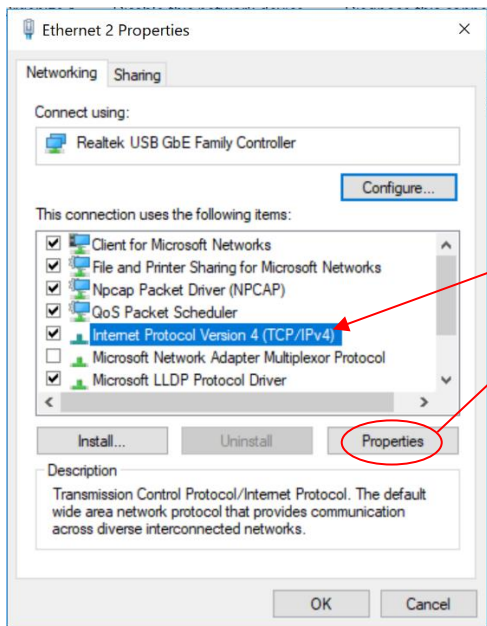 Ethernet 2 Properties
Networking Sharing
Connect using:
Realtek USB GbE Family Controller
Configure...
This connection uses the following items:
Client for Microsoft Networks
File and Printer Sharing for Microsoft Networks
Npcap Packet Driver (NPCAP)
QoS Packet Scheduler
Internet Protocol Version 4 (TCP/IPv4)
Microsoft Network Adapter Multiplexor Protocol
Microsoft LLDP Protocol Driver
Install... Uninstall Properties
Description
Transmission Control Protocol/Internet Protocol. The default
wide area network protocol that provides communication
across diverse interconnected networks.
OK Cancel